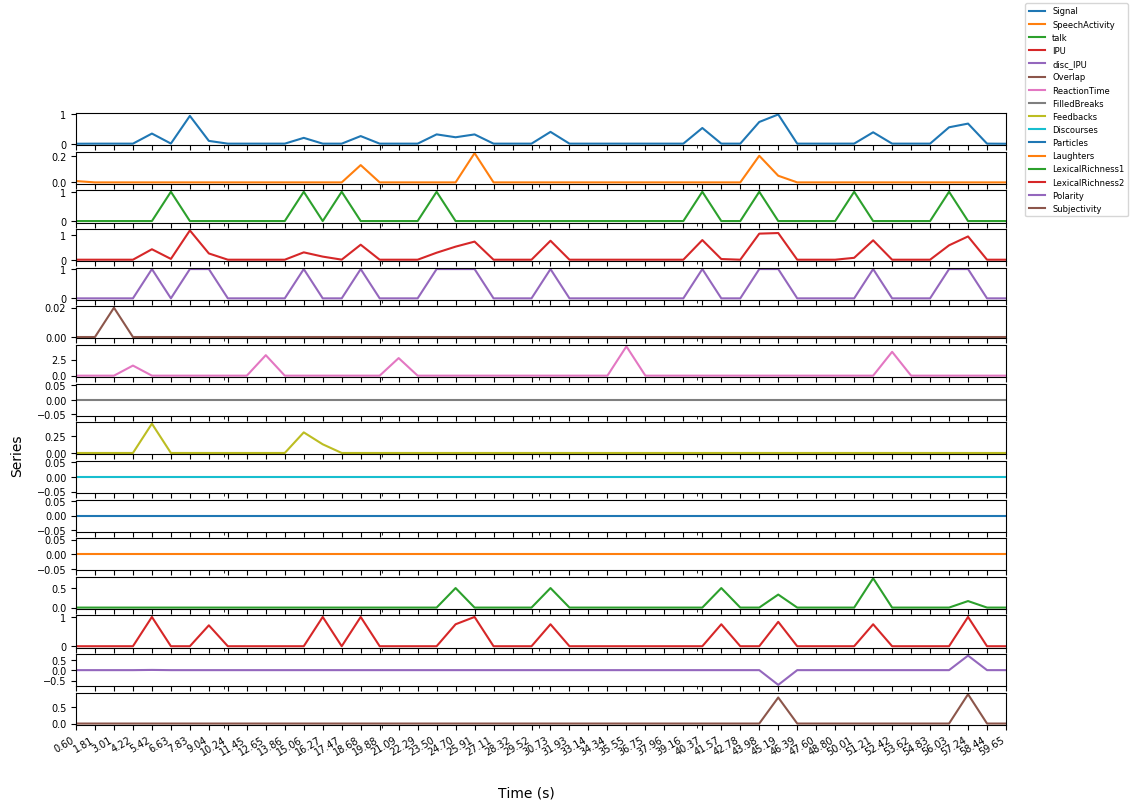 Signal
SpeechActivity
talk
IPU
disc_IPU
Overlap
ReactionTime
FilledBreaks
Feedbacks
Discourses
Particles
Laughters
LexicalRichness1
LexicalRichness2
Polarity
Subjectivity
1
0
0.2
0.0
1
0
1
0
1
0
0.02
0.00
2.5
0.0
0.05
0.00
−0.05
0.25
0.00
0.05
0.00
−0.05
0.05
0.00
−0.05
0.05
0.00
−0.05
0.5
0.0
1
0
0.5
0.0
−0.5
0.5
0.0
Series
0.60 1.81 3.01 4.22 5.42 6.63 7.83 9.04 10.24 11.45 12.65 13.86 15.06 16.27 17.47 18.68 19.88 21.09 22.29 23.50 24.70 25.91 27.11 28.32 29.52 30.73 31.93 33.14 34.34 35.55 36.75 37.96 39.16 40.37 41.57 42.78 43.98 45.19 46.39 47.60 48.80 50.01 51.21 52.42 53.62 54.83 56.03 57.24 58.44 59.65
Time (s)